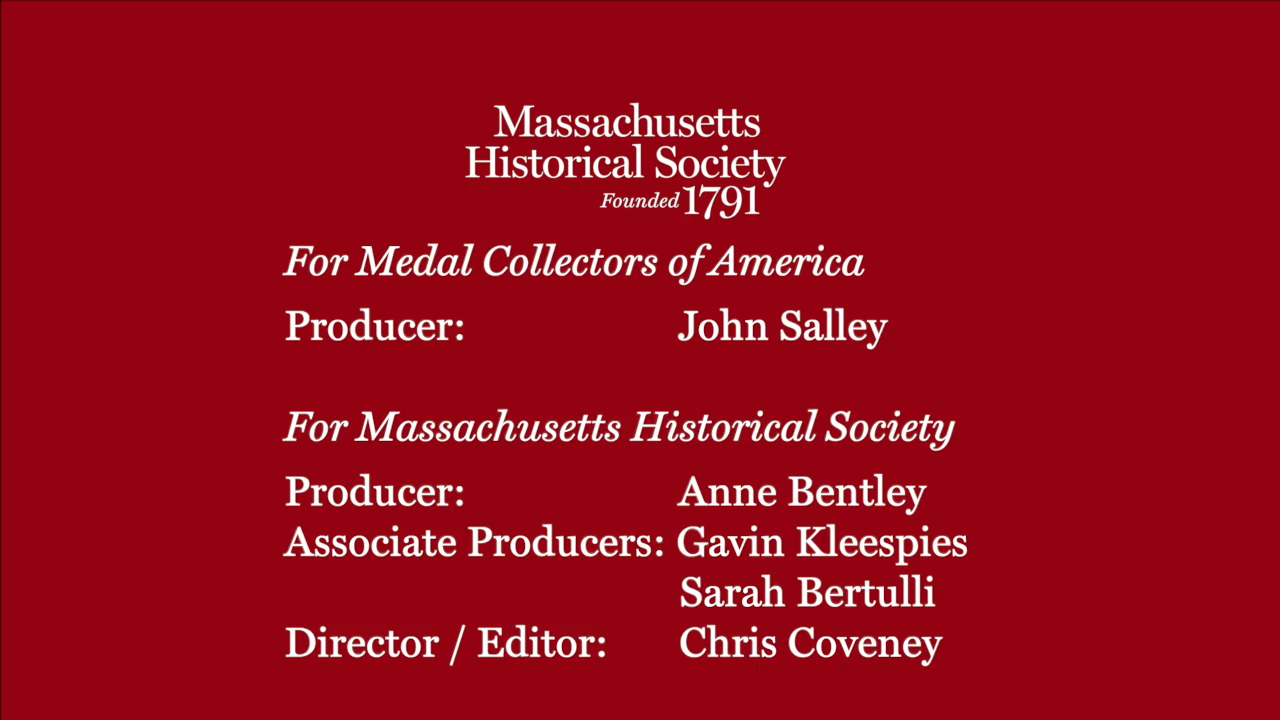 Massachusetts
Historical Society
Founded 1791
For Medal Collectors of America
Producer: John Salley
For Massachusetts Historical Society
Producer: Anne Bentley
Associate Producers: Gavin Kleespies
Sarah Bertulli
Director / Editor: Chris Coveney